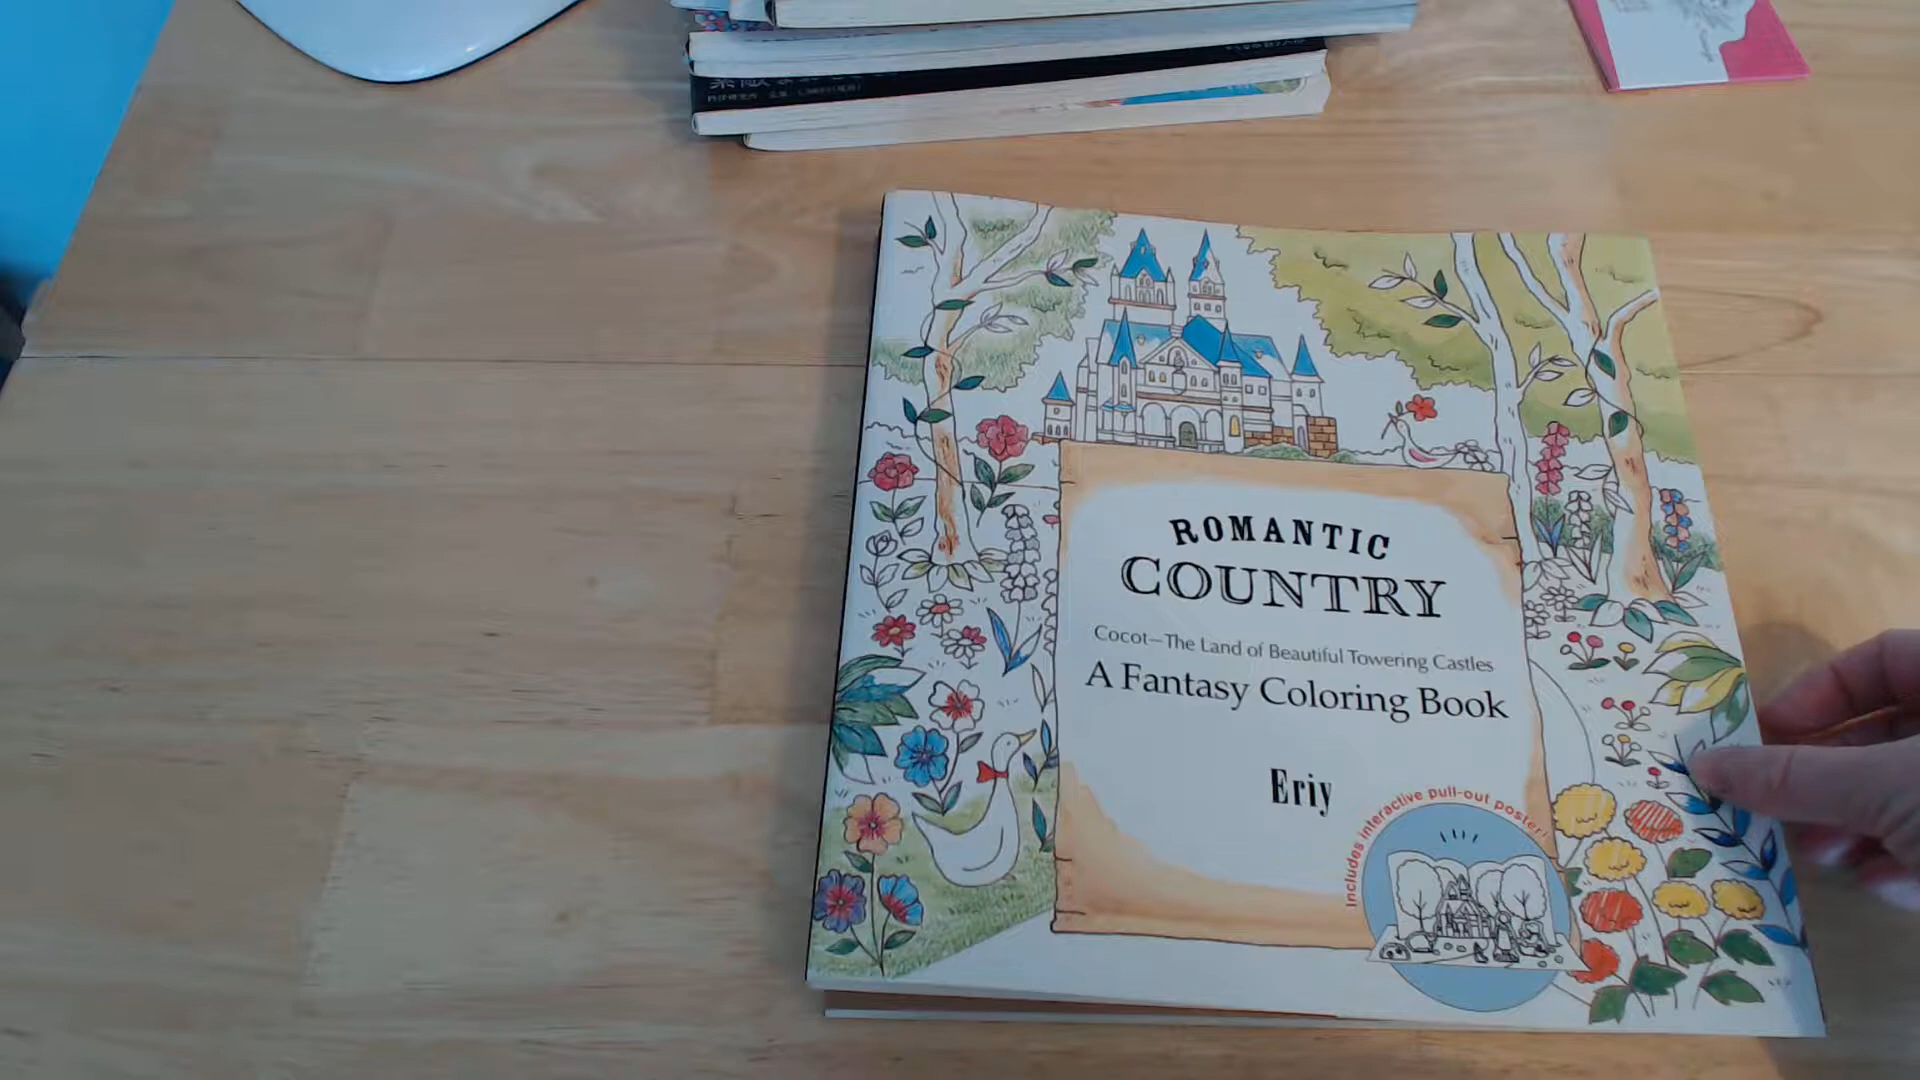 ROMANTIC
COUNTRY
Cocot—The Land of Beautiful Towering Castles
A Fantasy Coloring Book
Eriy
Includes interactive pull-out poster!